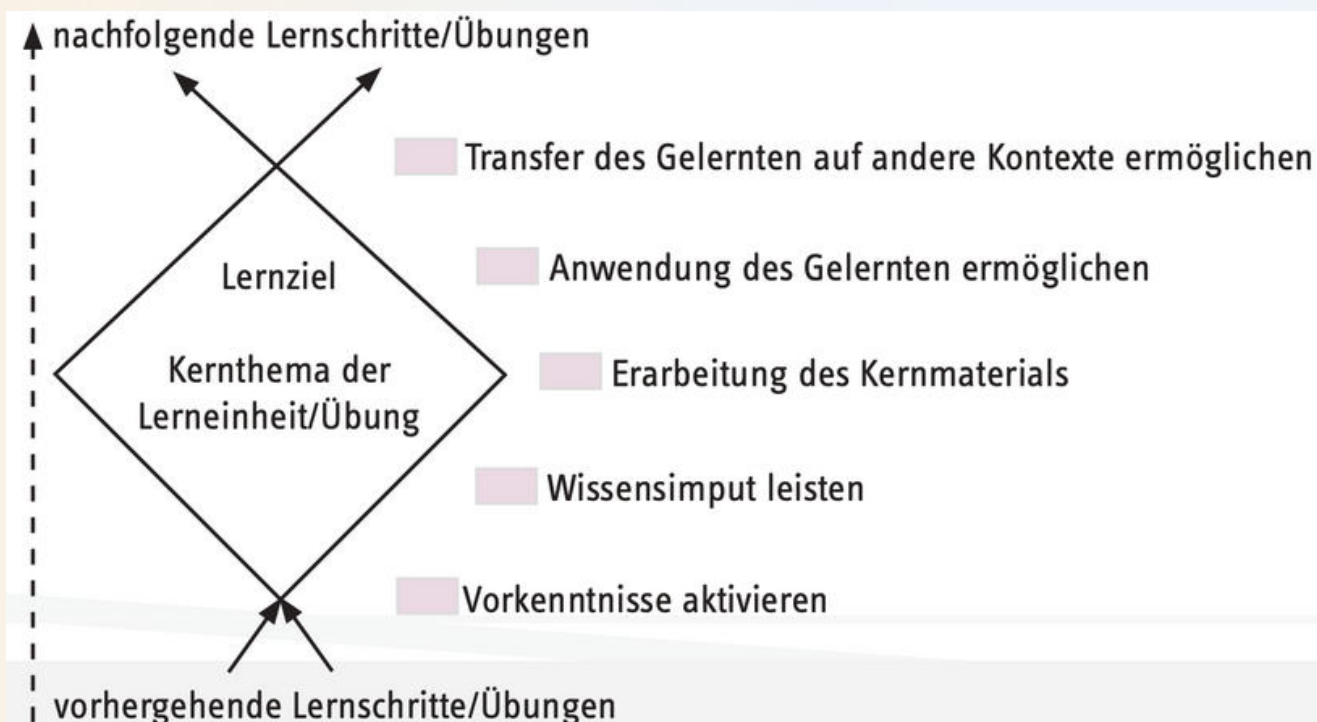 nachfolgende Lernschritte/Übungen
Transfer des Gelernten auf andere Kontexte ermöglichen
Lernziel
Anwendung des Gelernten ermöglichen
Kernthema der
Lerneinheit/Übung
Erarbeitung des Kernmaterials
Wissensimput leisten
Vorkenntnisse aktivieren
vorhergehende Lernschritte/Übungen